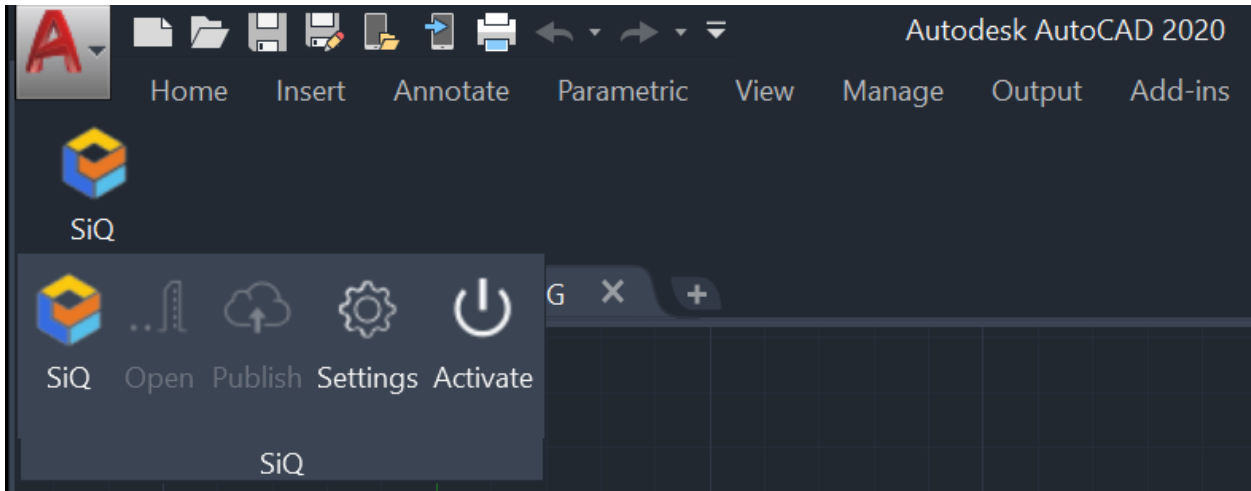 Autodesk AutoCAD 2020
Home Insert Annotate Parametric View Manage Output Add-ins
SiQ
G
SiQ Open Publish Settings Activate
SiQ